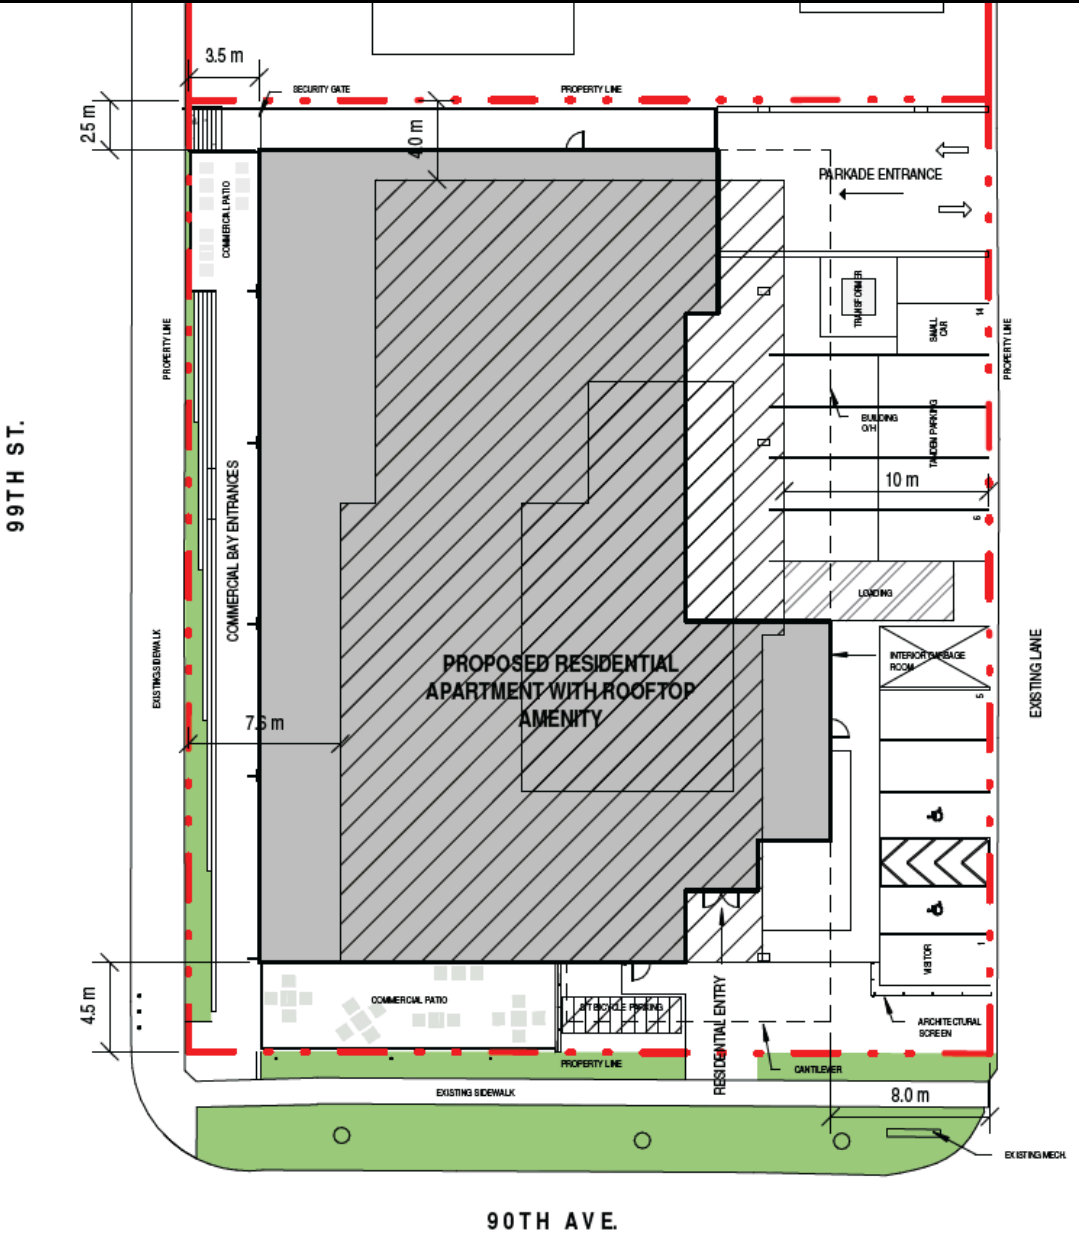 3.5 m
SECURITY GATE
PROPERTY LINE
2.5 m
4.0 m
PARKADE ENTRANCE
COMMERCIAL PATIO
TRANSFORMER
SMALL
CAR
14
PROPERTY LINE
PROPERTY LINE
BUILDING
O/H
TANDEM PARKING
99TH ST.
COMMERCIAL BAY ENTRANCES
10 m
6
LOADING
EXISTING SIDEWALK
PROPOSED RESIDENTIAL
APARTMENT WITH ROOFTOP
AMENITY
INTERIOR GARBAGE
ROOM
EXISTING LANE
5
7.6 m
VISITOR
1
4.5 m
COMMERCIAL PATIO
BICYCLE PARKING
RESIDENTIAL ENTRY
ARCHITECTURAL
SCREEN
PROPERTY LINE
CANTILEVER
EXISTING SIDEWALK
8.0 m
EXISTING MECH.
90TH AVE.